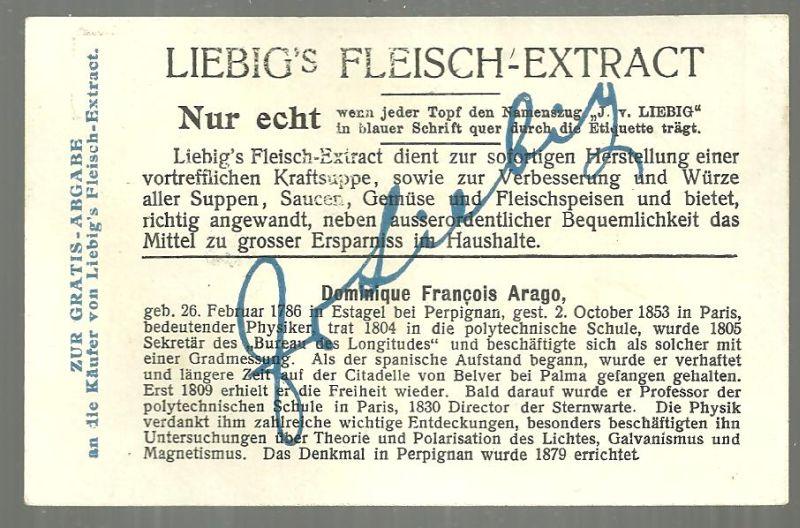 LIEBIG'S FLEISCH-EXTRACT
Nur echt wenn jeder Topf den Namenszug „J. v. LIEBIG“
in blauer Schrift quer durch die Etiquette trägt.
Liebig's Fleisch-Extract dient zur sofortigen Herstellung einer
vortrefflichen Kraftsuppe, sowie zur Verbesserung und Würze
aller Suppen, Saucen, Gemüse und Fleischspeisen und bietet,
richtig angewandt, neben ausserordentlicher Bequemlichkeit das
Mittel zu grosser Ersparniss im Haushalte.
Dominique François Arago,
geb. 26. Februar 1786 in Estagel bei Perpignan, gest. 2. October 1853 in Paris,
bedeutender Physiker, trat 1804 in die polytechnische Schule, wurde 1805
Sekretär des „Bureau des Longitudes“ und beschäftigte sich als solcher mit
einer Gradmessung. Als der spanische Aufstand begann, wurde er verhaftet
und längere Zeit auf der Citadelle von Belver bei Palma gefangen gehalten.
Erst 1809 erhielt er die Freiheit wieder. Bald darauf wurde er Professor der
polytechnischen Schule in Paris, 1830 Director der Sternwarte. Die Physik
verdankt ihm zahlreiche wichtige Entdeckungen, besonders beschäftigten ihn
Untersuchungen über Theorie und Polarisation des Lichtes, Galvanismus und
Magnetismus. Das Denkmal in Perpignan wurde 1879 errichtet
ZUR GRATIS-ABGABE
an die Käufer von Liebig's Fleisch-Extract.
J v Liebig